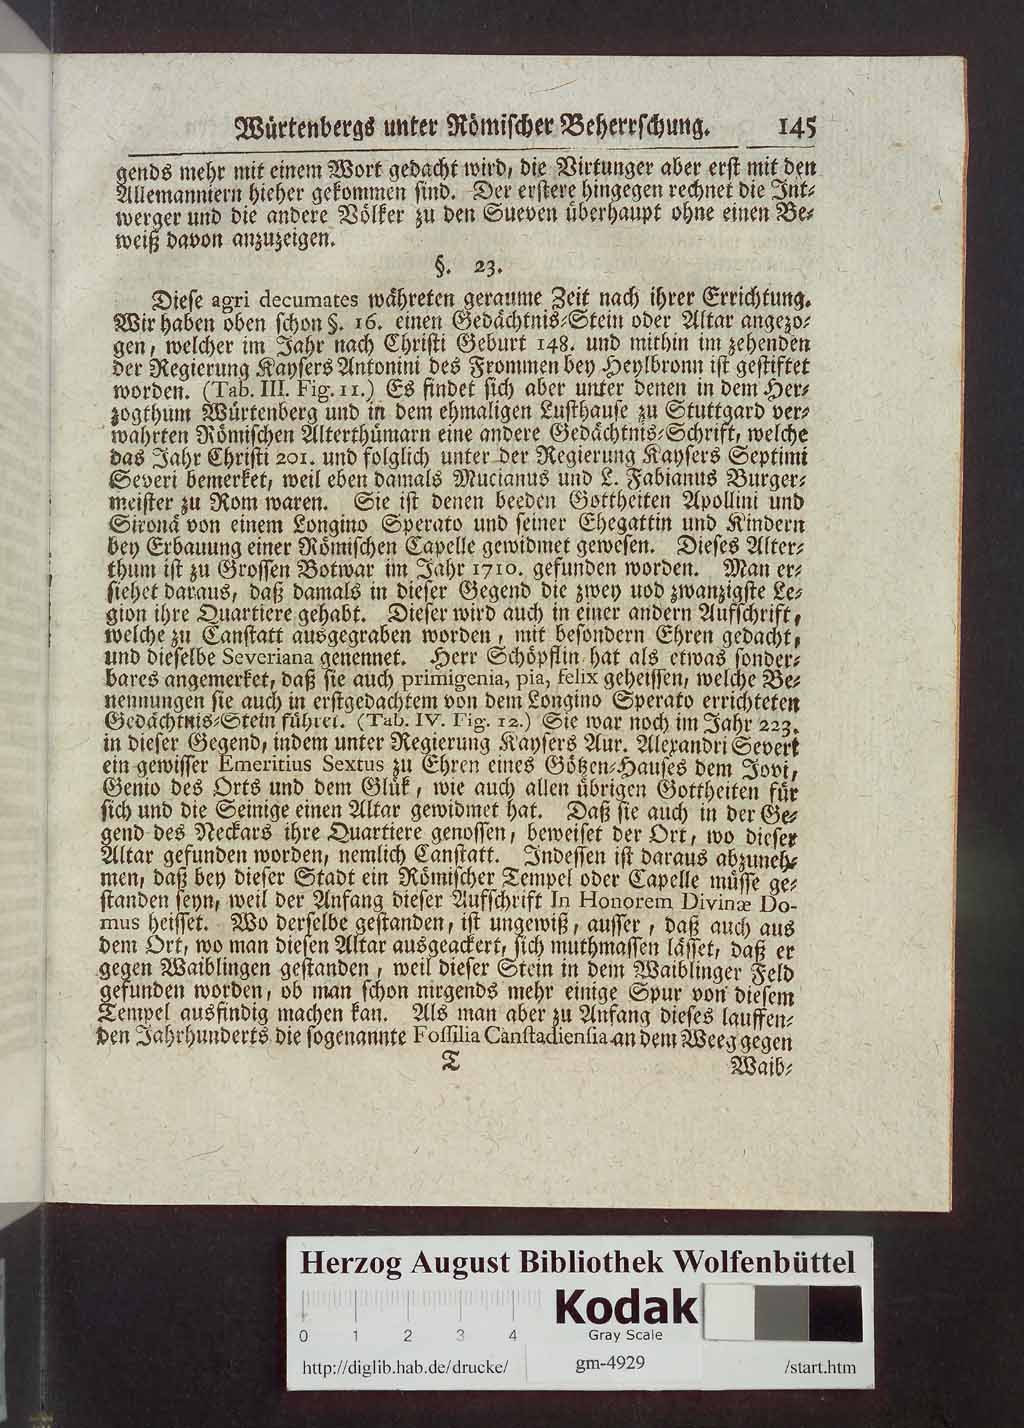 Würtenbergs unter Römischer Beherrschung. 145
gends mehr mit einem Wort gedacht wird, die Virtunger aber erst mit den
Allemanniern hieher gekommen sind. Der erstere hingegen rechnet die Int-
werger und die andere Völker zu den Sueven überhaupt ohne einen Be-
weiß davon anzuzeigen.
§. 23.
Diese agri decumates währeten geraume Zeit nach ihrer Errichtung.
Wir haben oben schon §. 16. einen Gedächtnis-Stein oder Altar angezo-
gen, welcher im Jahr nach Christi Geburt 148. und mithin im zehenden
der Regierung Kaysers Antonini des Frommen bey Heylbronn ist gestiftet
worden. (Tab. III. Fig. 11.) Es findet sich aber unter denen in dem Her-
zogthum Würtenberg und in dem ehmaligen Lusthause zu Stuttgard ver-
wahrten Römischen Alterthümarn eine andere Gedächtnis-Schrift, welche
das Jahr Christi 201. und folglich unter der Regierung Kaysers Septimi
Severi bemerket, weil eben damals Mucianus und L. Fabianus Burger-
meister zu Rom waren. Sie ist denen beeden Gottheiten Apollini und
Sironä von einem Longino Sperato und seiner Ehegattin und Kindern
bey Erbauung einer Römischen Capelle gewidmet gewesen. Dieses Alter-
thum ist zu Grossen Botwar im Jahr 1710. gefunden worden. Man er-
siehet daraus, daß damals in dieser Gegend die zwey uod zwanzigste Le-
gion ihre Quartiere gehabt. Dieser wird auch in einer andern Aufschrift,
welche zu Canstatt ausgegraben worden, mit besondern Ehren gedacht,
und dieselbe Severiana genennet. Herr Schöpflin hat als etwas sonder-
bares angemerket, daß sie auch primigenia, pia, felix geheissen, welche Be-
nennungen sie auch in erstgedachtem von dem Longino Sperato errichteten
Gedächtnis-Stein führet. (Tab. IV. Fig. 12.) Sie war noch im Jahr 223.
in dieser Gegend, indem unter Regierung Kaysers Aur. Alexandri Severi
ein gewisser Emeritius Sextus zu Ehren eines Götzen-Hauses dem Jovi,
Genio des Orts und dem Glük, wie auch allen übrigen Gottheiten für
sich und die Seinige einen Altar gewidmet hat. Daß sie auch in der Ge-
gend des Neckars ihre Quartiere genossen, beweiset der Ort, wo dieser
Altar gefunden worden, nemlich Canstatt. Indessen ist daraus abzuneh-
men, daß bey dieser Stadt ein Römischer Tempel oder Capelle müsse ge-
standen seyn, weil der Anfang dieser Aufschrift In Honorem Divinæ Do-
mus heisset. Wo derselbe gestanden, ist ungewiß, ausser, daß auch aus
dem Ort, wo man diesen Altar ausgeackert, sich muthmassen lässet, daß er
gegen Waiblingen gestanden, weil dieser Stein in dem Waiblinger Feld
gefunden worden, ob man schon nirgends mehr einige Spur von diesem
Tempel ausfindig machen kan. Als man aber zu Anfang dieses lauffen-
den Jahrhunderts die sogenannte Fossilia Canstadiensia an dem Weeg gegen
T Waib-
Herzog August Bibliothek Wolfenbüttel
0 1 2 3 4
Kodak
Gray Scale
http://diglib.hab.de/drucke/ gm-4929 /start.htm